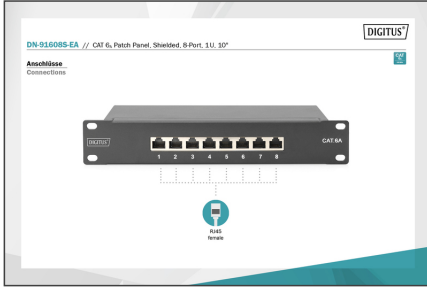 DIGITUS®
DN-91608S-EA // CAT 6A Patch Panel, Shielded, 8-Port, 1U, 10"
CAT
Anschlüsse
Connections
DIGITUS
CAT.6A
1 2 3 4 5 6 7 8
RJ45
female